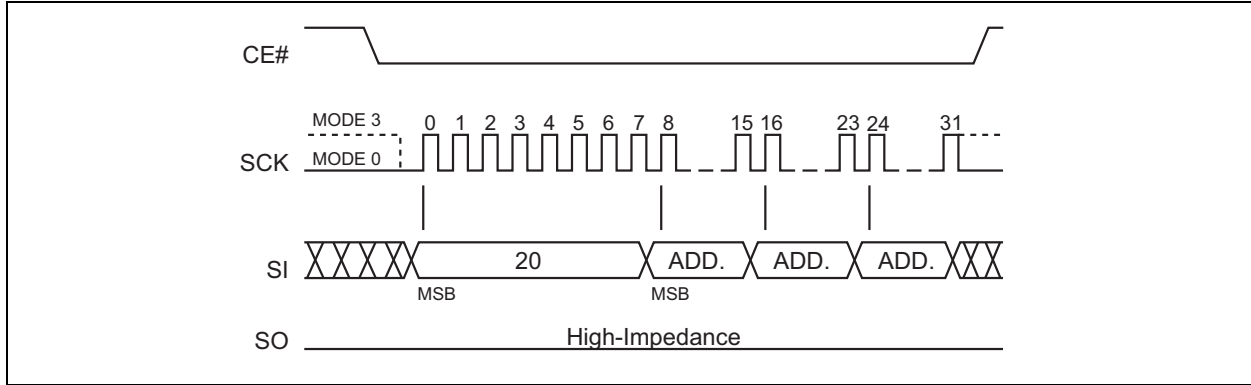 CE#
MODE 3
0 1 2 3 4 5 6 7 8 15 16 23 24 31
SCK
MODE 0
SI
20 ADD. ADD. ADD.
MSB MSB
SO
High-Impedance